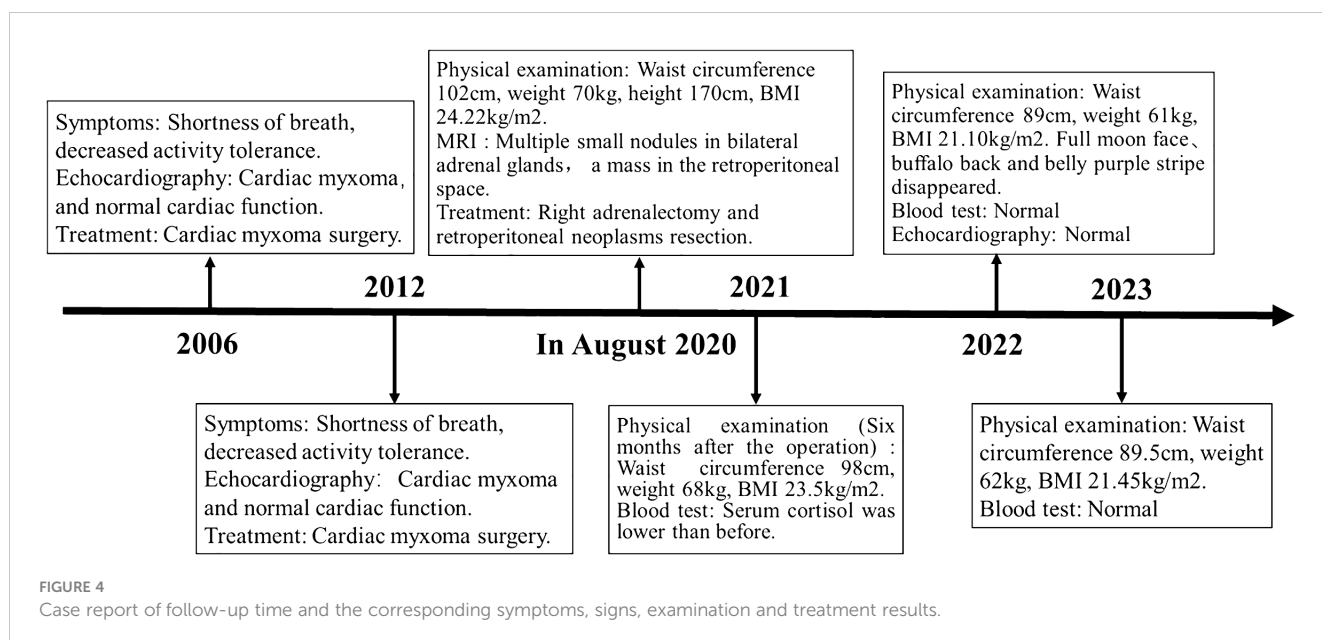 Symptoms: Shortness of breath,
decreased activity tolerance.
Echocardiography: Cardiac myxoma,
and normal cardiac function.
Treatment: Cardiac myxoma surgery.
Physical examination: Waist circumference
102cm, weight 70kg, height 170cm, BMI
24.22kg/m2.
MRI : Multiple small nodules in bilateral
adrenal glands， a mass in the retroperitoneal
space.
Treatment: Right adrenalectomy and
retroperitoneal neoplasms resection.
Physical examination: Waist
circumference 89cm, weight 61kg,
BMI 21.10kg/m2. Full moon face、
buffalo back and belly purple stripe
disappeared.
Blood test: Normal
Echocardiography: Normal
2012
2021
2023
2006
In August 2020
2022
Symptoms: Shortness of breath,
decreased activity tolerance.
Echocardiography: Cardiac myxoma
and normal cardiac function.
Treatment: Cardiac myxoma surgery.
Physical examination (Six
months after the operation) :
Waist circumference 98cm,
weight 68kg, BMI 23.5kg/m2.
Blood test: Serum cortisol was
lower than before.
Physical examination: Waist
circumference 89.5cm, weight
62kg, BMI 21.45kg/m2.
Blood test: Normal
FIGURE 4
Case report of follow-up time and the corresponding symptoms, signs, examination and treatment results.